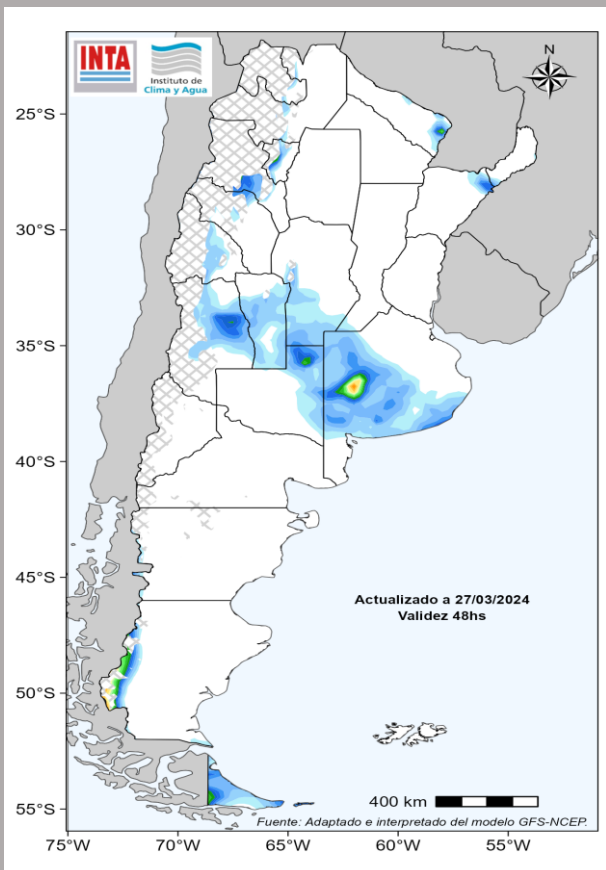 INTA
Instituto de
Clima y Agua
N
25°S
30°S
35°S
40°S
45°S
50°S
55°S
Actualizado a 27/03/2024
Validez 48hs
400 km
Fuente: Adaptado e interpretado del modelo GFS-NCEP.
75°W 70°W 65°W 60°W 55°W